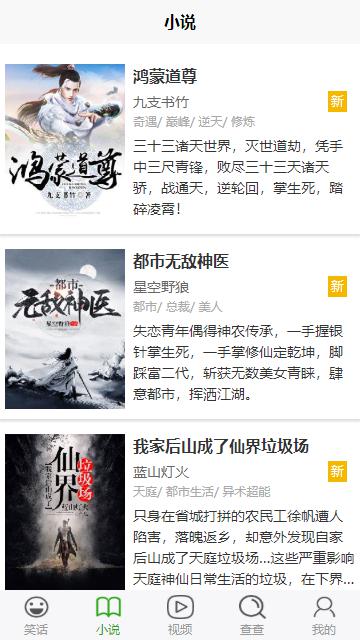 小说
鸿蒙道尊
九支书竹
新
奇遇/ 巅峰/ 逆天/ 修炼
三十三诸天世界，灭世道劫，凭手
中三尺青锋，败尽三十三天诸天
骄，战通天，逆轮回，掌生死，踏
碎凌霄！
鸿蒙道尊
九支书竹◎著
都市无敌神医
星空野狼
新
都市/ 总裁/ 美人
失恋青年偶得神农传承，一手握银
针掌生死，一手掌修仙定乾坤，脚
踩富二代，斩获无数美女青睐，肆
意都市，挥洒江湖。
都市
无敌神医
我家后山成了仙界垃圾场
蓝山灯火
新
天庭/ 都市生活/ 异术超能
只身在省城打拼的农民工徐帆遭人
陷害，落魄返乡，却意外发现自家
后山成了天庭垃圾场...这些严重影响
天庭神仙日常生活的垃圾，在下界...
我家后山成了
仙界
垃圾场
笑话
小说
视频
查查
我的